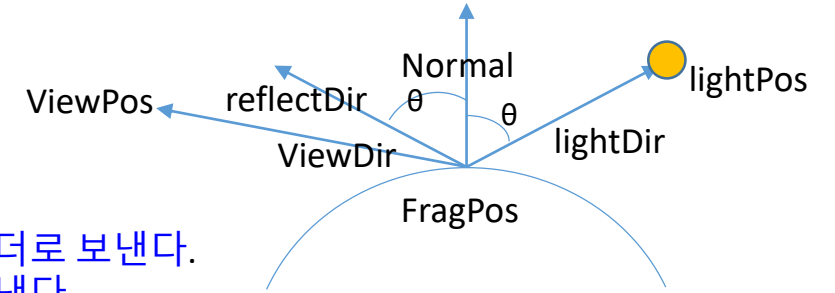 Normal
lightPos
ViewPos
reflectDir
θ
θ
lightDir
ViewDir
FragPos
더로 보낸다.